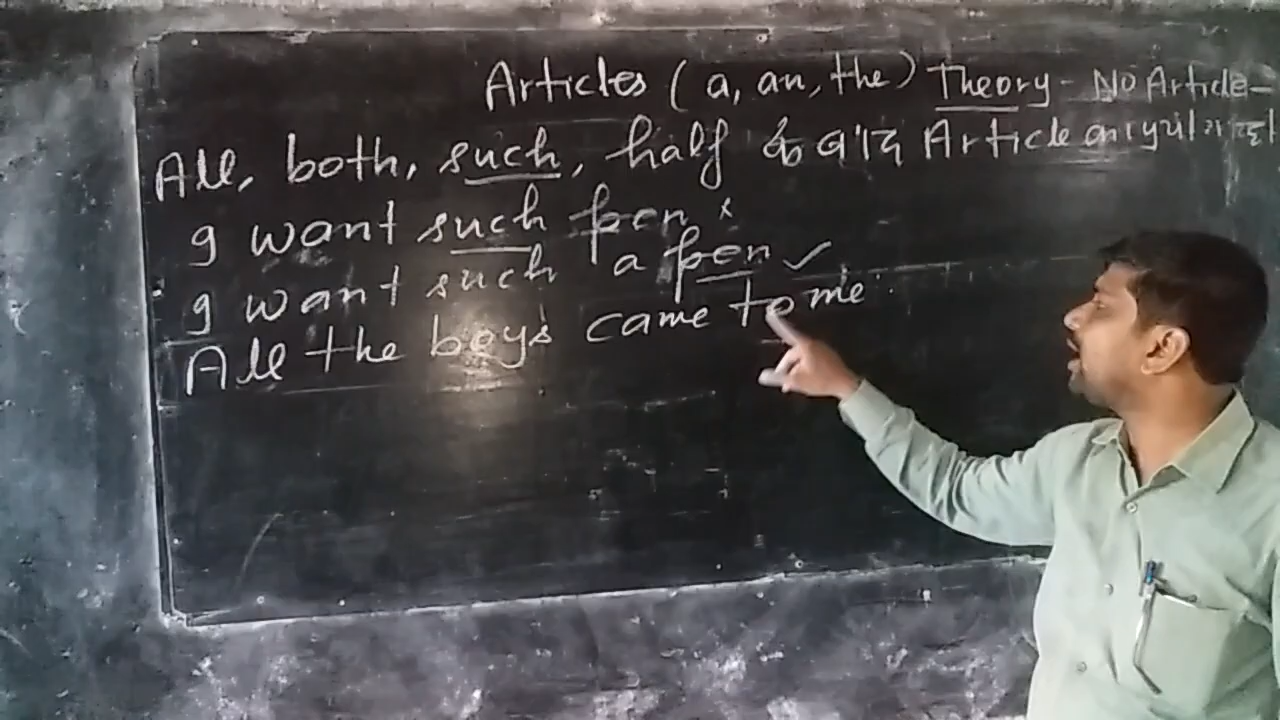 Articles (a, an, the) Theory - No Article -
All, both, such, half के बाद Article का प्रयोग
I want such pen ×
I want such a pen ✓
All the boys came to me.